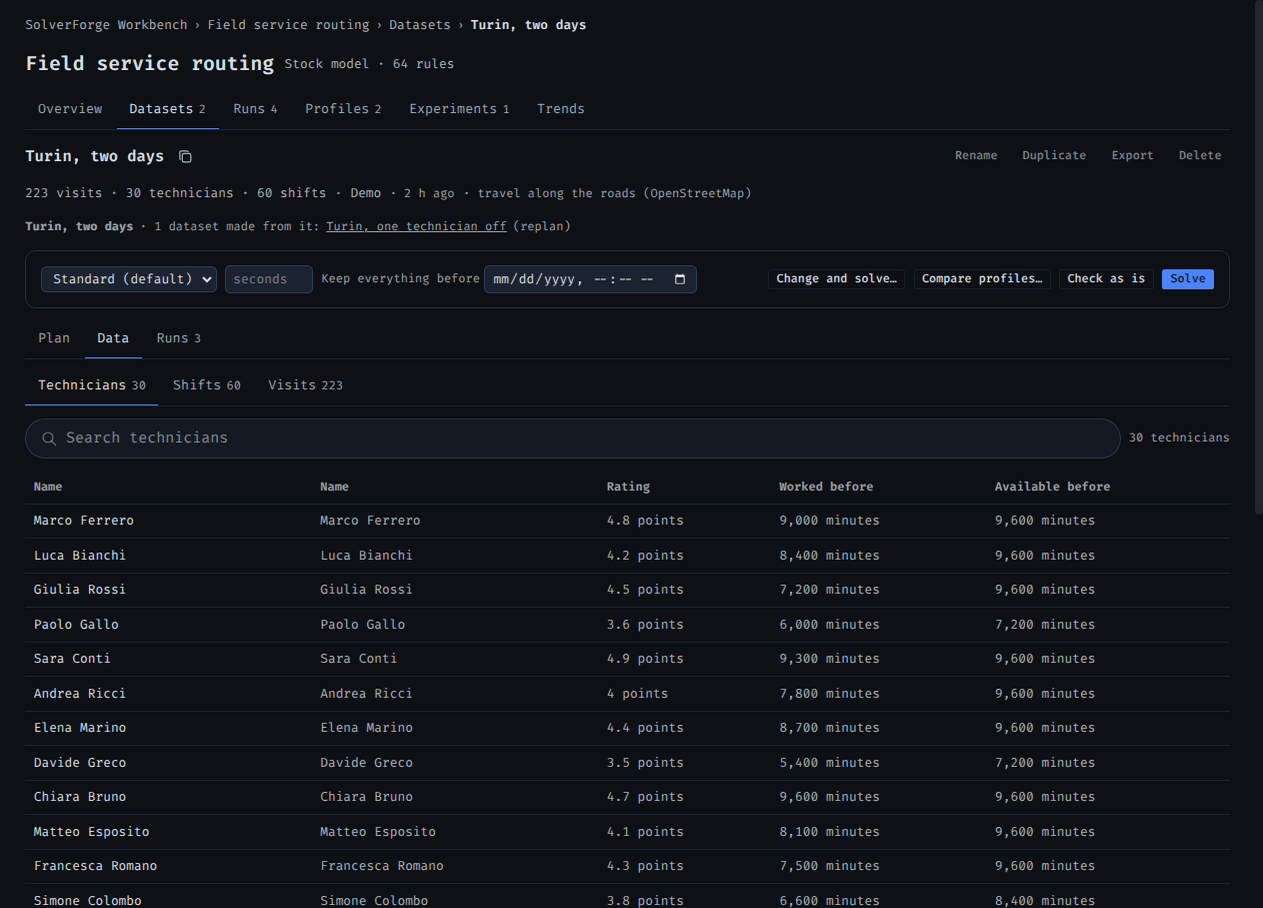 SolverForge Workbench › Field service routing › Datasets › Turin, two days
Field service routing Stock model · 64 rules
Overview Datasets 2 Runs 4 Profiles 2 Experiments 1 Trends
Turin, two days Rename Duplicate Export Delete
223 visits · 30 technicians · 60 shifts · Demo · 2 h ago · travel along the roads (OpenStreetMap)
Turin, two days · 1 dataset made from it: Turin, one technician off (replan)
Standard (default) seconds Keep everything before mm/dd/yyyy, --:-- -- Change and solve… Compare profiles… Check as is Solve
Plan Data Runs 3
Technicians 30 Shifts 60 Visits 223
Search technicians 30 technicians
Name Name Rating Worked before Available before
Marco Ferrero Marco Ferrero 4.8 points 9,000 minutes 9,600 minutes
Luca Bianchi Luca Bianchi 4.2 points 8,400 minutes 9,600 minutes
Giulia Rossi Giulia Rossi 4.5 points 7,200 minutes 9,600 minutes
Paolo Gallo Paolo Gallo 3.6 points 6,000 minutes 7,200 minutes
Sara Conti Sara Conti 4.9 points 9,300 minutes 9,600 minutes
Andrea Ricci Andrea Ricci 4 points 7,800 minutes 9,600 minutes
Elena Marino Elena Marino 4.4 points 8,700 minutes 9,600 minutes
Davide Greco Davide Greco 3.5 points 5,400 minutes 7,200 minutes
Chiara Bruno Chiara Bruno 4.7 points 9,600 minutes 9,600 minutes
Matteo Esposito Matteo Esposito 4.1 points 8,100 minutes 9,600 minutes
Francesca Romano Francesca Romano 4.3 points 7,500 minutes 9,600 minutes
Simone Colombo Simone Colombo 3.8 points 6,600 minutes 8,400 minutes